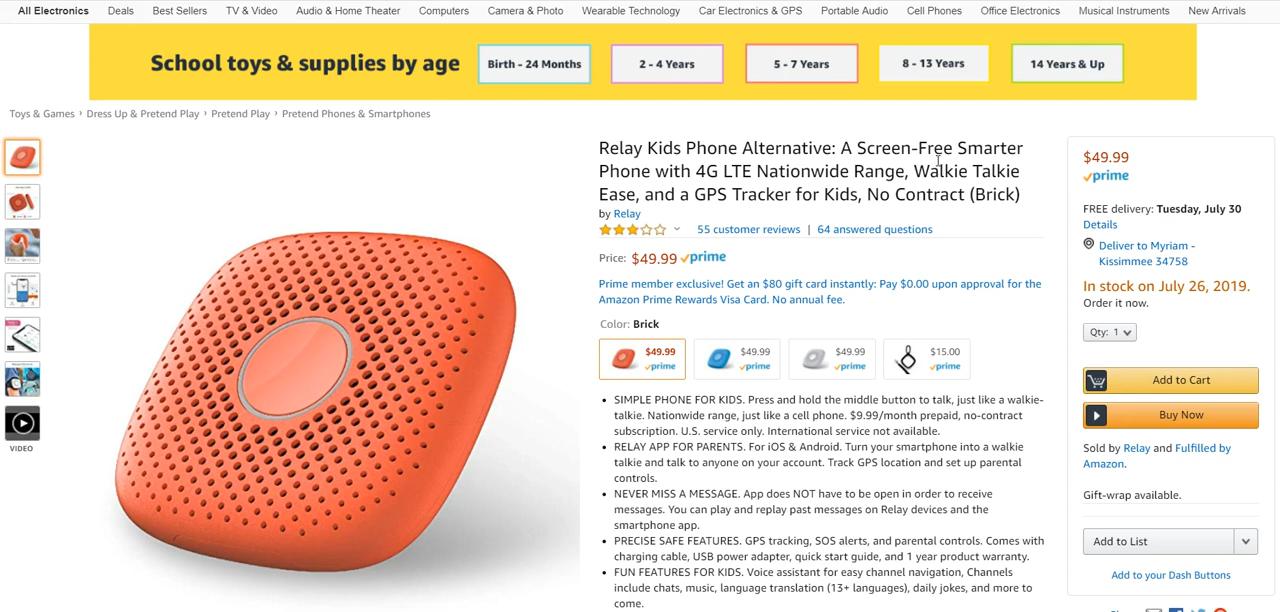 All Electronics Deals Best Sellers TV & Video Audio & Home Theater Computers Camera & Photo Wearable Technology Car Electronics & GPS Portable Audio Cell Phones Office Electronics Musical Instruments New Arrivals
School toys & supplies by age Birth - 24 Months 2 - 4 Years 5 - 7 Years 8 - 13 Years 14 Years & Up
Toys & Games › Dress Up & Pretend Play › Pretend Play › Pretend Phones & Smartphones
VIDEO
Relay Kids Phone Alternative: A Screen-Free Smarter
Phone with 4G LTE Nationwide Range, Walkie Talkie
Ease, and a GPS Tracker for Kids, No Contract (Brick)
by Relay
55 customer reviews | 64 answered questions
Price: $49.99 prime
Prime member exclusive! Get an $80 gift card instantly: Pay $0.00 upon approval for the
Amazon Prime Rewards Visa Card. No annual fee.
Color: Brick
$49.99 $49.99 $49.99 $15.00
prime prime prime prime
• SIMPLE PHONE FOR KIDS. Press and hold the middle button to talk, just like a walkie-
talkie. Nationwide range, just like a cell phone. $9.99/month prepaid, no-contract
subscription. U.S. service only. International service not available.
• RELAY APP FOR PARENTS. For iOS & Android. Turn your smartphone into a walkie
talkie and talk to anyone on your account. Track GPS location and set up parental
controls.
• NEVER MISS A MESSAGE. App does NOT have to be open in order to receive
messages. You can play and replay past messages on Relay devices and the
smartphone app.
• PRECISE SAFE FEATURES. GPS tracking, SOS alerts, and parental controls. Comes with
charging cable, USB power adapter, quick start guide, and 1 year product warranty.
• FUN FEATURES FOR KIDS. Voice assistant for easy channel navigation, Channels
include chats, music, language translation (13+ languages), daily jokes, and more to
come.
$49.99
prime
FREE delivery: Tuesday, July 30
Details
Deliver to Myriam -
Kissimmee 34758
In stock on July 26, 2019.
Order it now.
Qty: 1
Add to Cart
Buy Now
Sold by Relay and Fulfilled by
Amazon.
Gift-wrap available.
Add to List
Add to your Dash Buttons